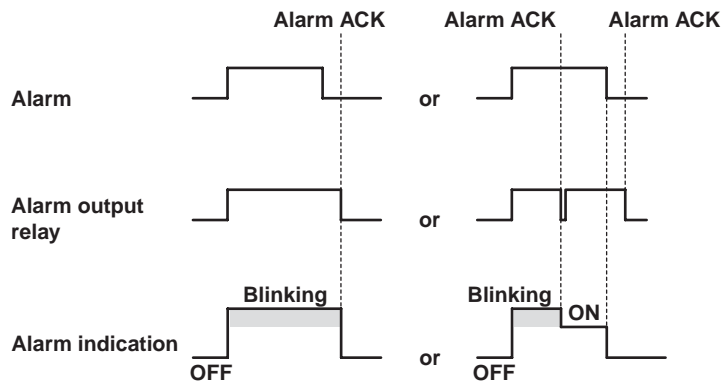 Alarm ACK
Alarm ACK
Alarm ACK
Alarm
or
Alarm output
relay
or
Blinking
Blinking
ON
Alarm indication
or
OFF
OFF